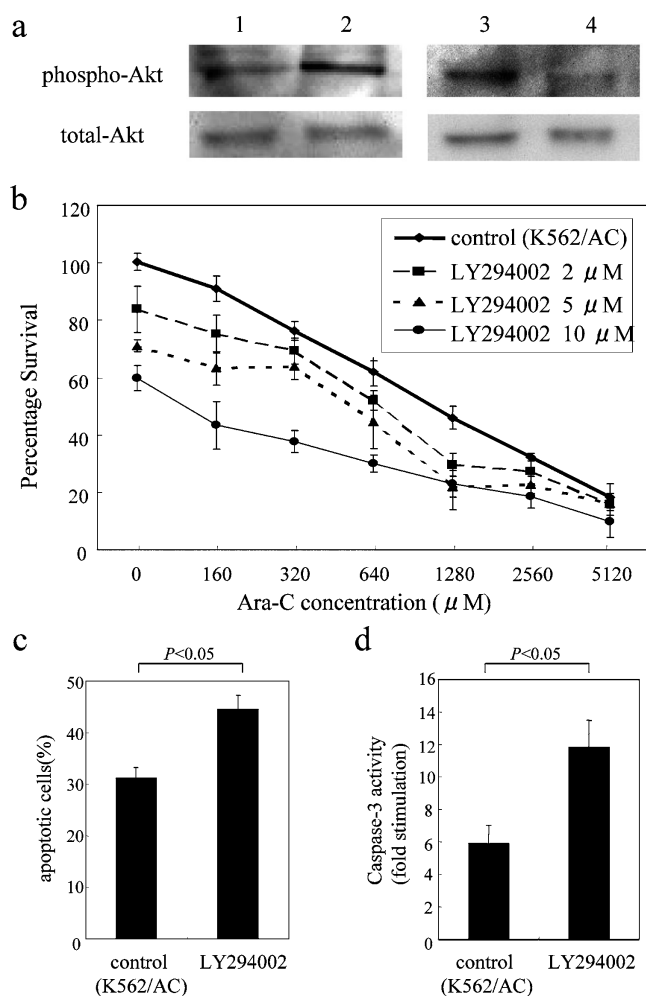 a
1 2 3 4
phospho-Akt
total-Akt
b
120
100
80
60
40
20
0
Percentage Survival
control (K562/AC)
LY294002 2 μM
LY294002 5 μM
LY294002 10 μM
0 160 320 640 1280 2560 5120
Ara-C concentration ( μM)
c
P<0.05
50
40
30
20
10
0
apoptotic cells(%)
control
(K562/AC)
LY294002
d
P<0.05
16
14
12
10
8
6
4
2
0
Caspase-3 activity
(fold stimulation)
control
(K562/AC)
LY294002